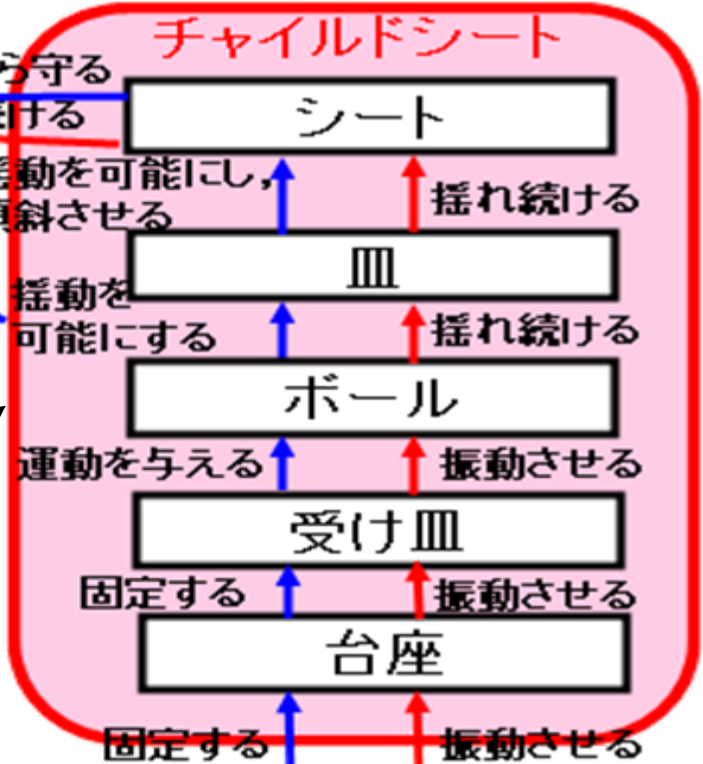 チャイルドシート
ら守る
シート
ける
動を可能にし,
斜させる
揺れ続ける
皿
揺動を
可能にする
揺れ続ける
ボール
運動を与える
振動させる
受け皿
固定する
振動させる
台座
固定する
振動させる